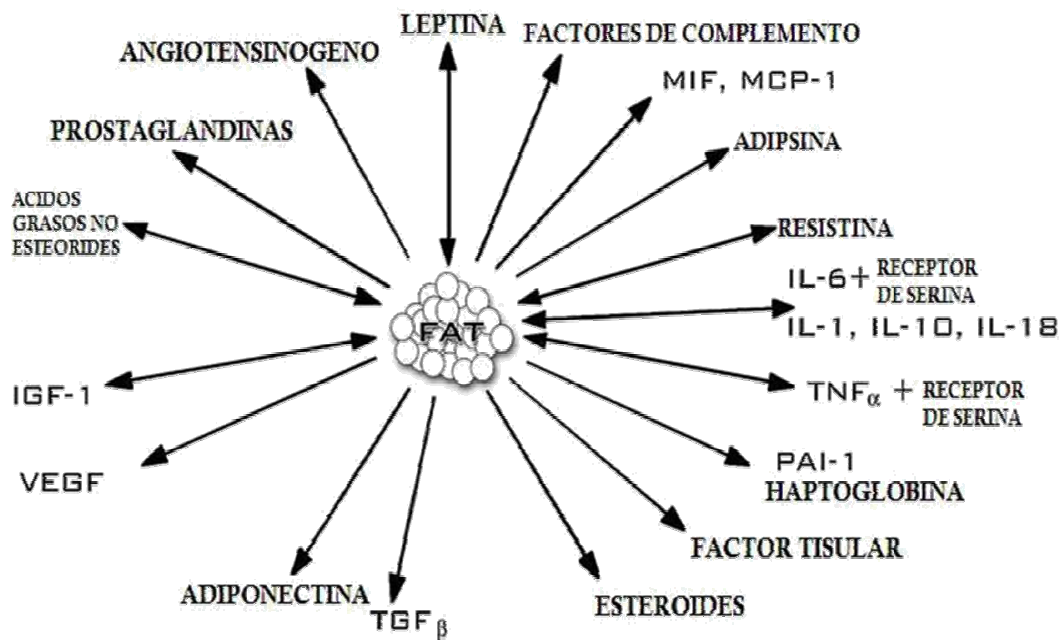 LEPTINA
FACTORES DE COMPLEMENTO
ANGIOTENSINOGENO
MIF, MCP-1
PROSTAGLANDINAS
ADIPSINA
ACIDOS
GRASOS NO
ESTEORIDES
RESISTINA
IL-6+ RECEPTOR
DE SERINA
IL-1, IL-10, IL-18
FAT
IGF-1
TNFα + RECEPTOR
DE SERINA
VEGF
PAI-1
HAPTOGLOBINA
FACTOR TISULAR
ADIPONECTINA
TGF β
ESTEROIDES